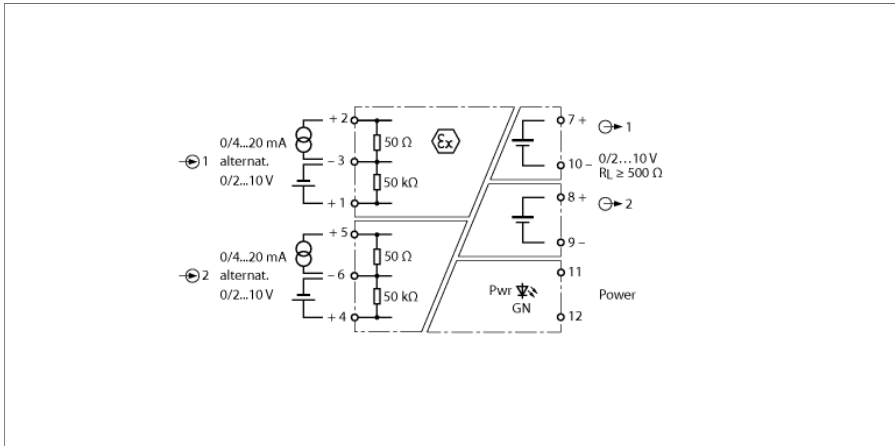 + 2
0/4...20 mA
50 Ω
1 alternat.
– 3
0/2...10 V
50 kΩ
+ 1
Ex
7 +
1
10 –
0/2...10 V
RL ≥ 500 Ω
8 +
2
9 –
+ 5
0/4...20 mA
50 Ω
2 alternat.
– 6
0/2...10 V
50 kΩ
+ 4
11
Pwr
GN
Power
12